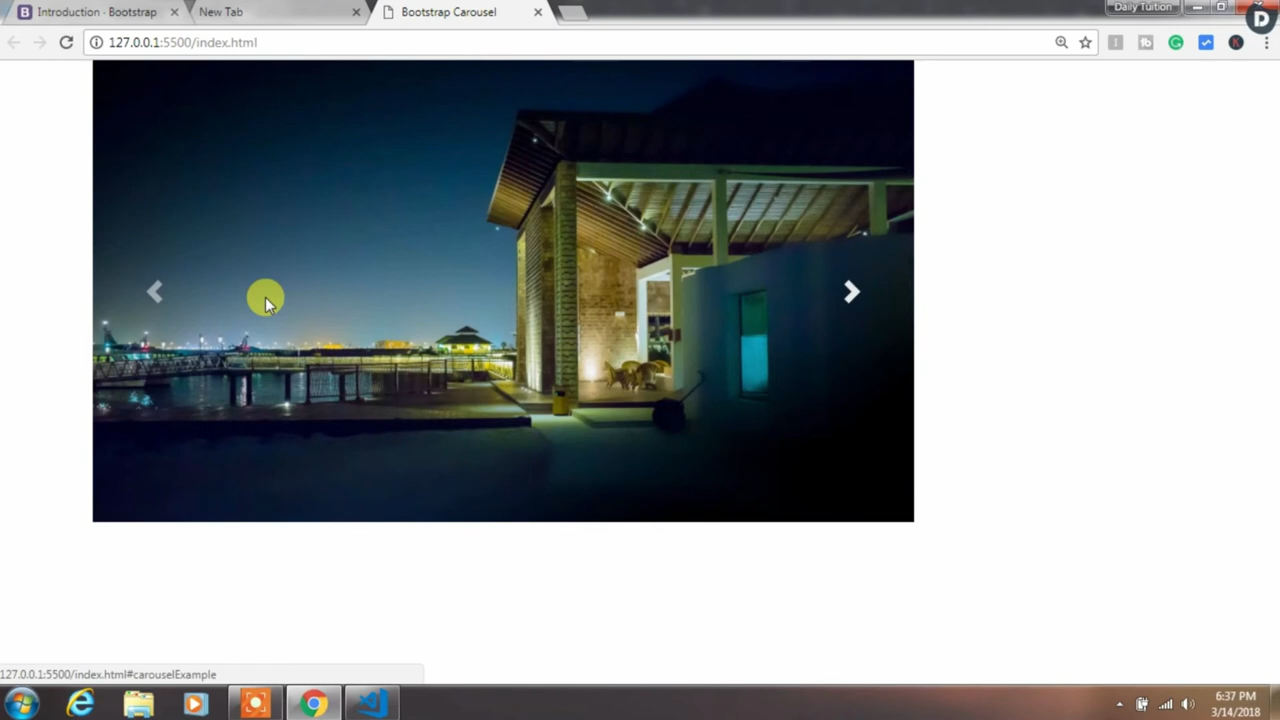 Introduction · Bootstrap
New Tab
Bootstrap Carousel
Daily Tuition
D
127.0.0.1:5500/index.html
127.0.0.1:5500/index.html#carouselExample
6:37 PM
3/14/2018